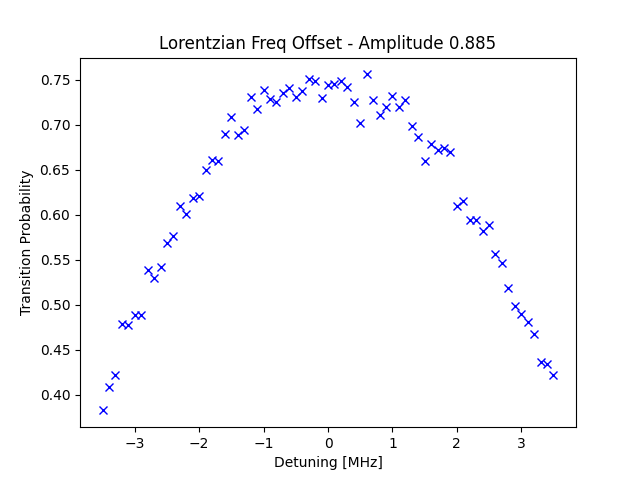 Lorentzian Freq Offset - Amplitude 0.885
Transition Probability
0.75
0.70
0.65
0.60
0.55
0.50
0.45
0.40
−3 −2 −1 0 1 2 3
Detuning [MHz]